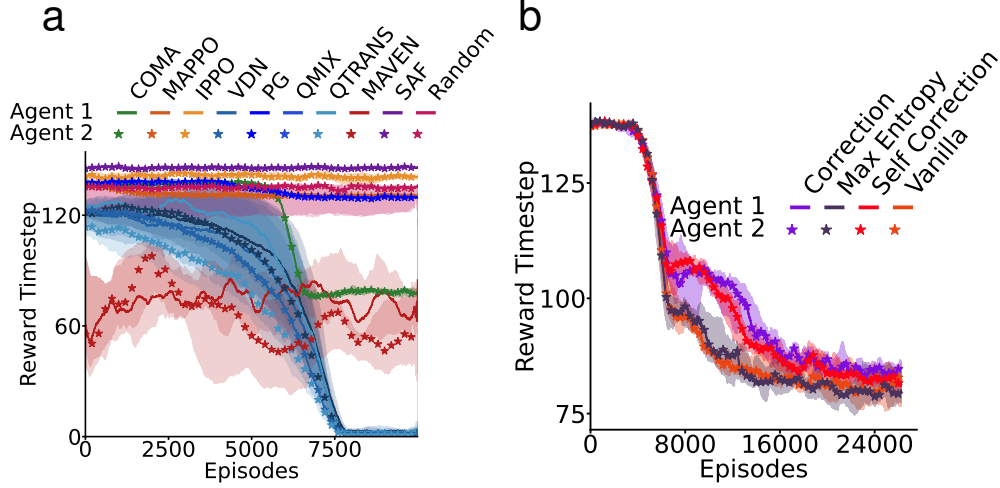 a
COMA MAPPO IPPO VDN PG QMIX QTRANS MAVEN SAF Random
Agent 1
Agent 2
Reward Timestep
120
60
0
0 2500 5000 7500
Episodes
b
Correction Max Entropy Self Correction Vanilla
Agent 1
Agent 2
Reward Timestep
125
100
75
0 8000 16000 24000
Episodes